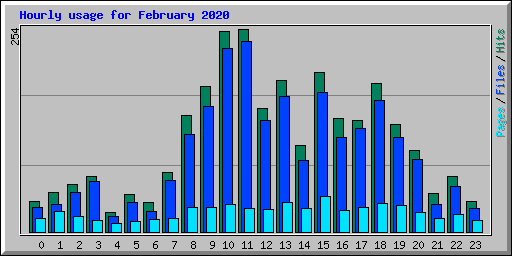 Hourly usage for February 2020
254
Pages/Files/Hits
0 1 2 3 4 5 6 7 8 9 10 11 12 13 14 15 16 17 18 19 20 21 22 23